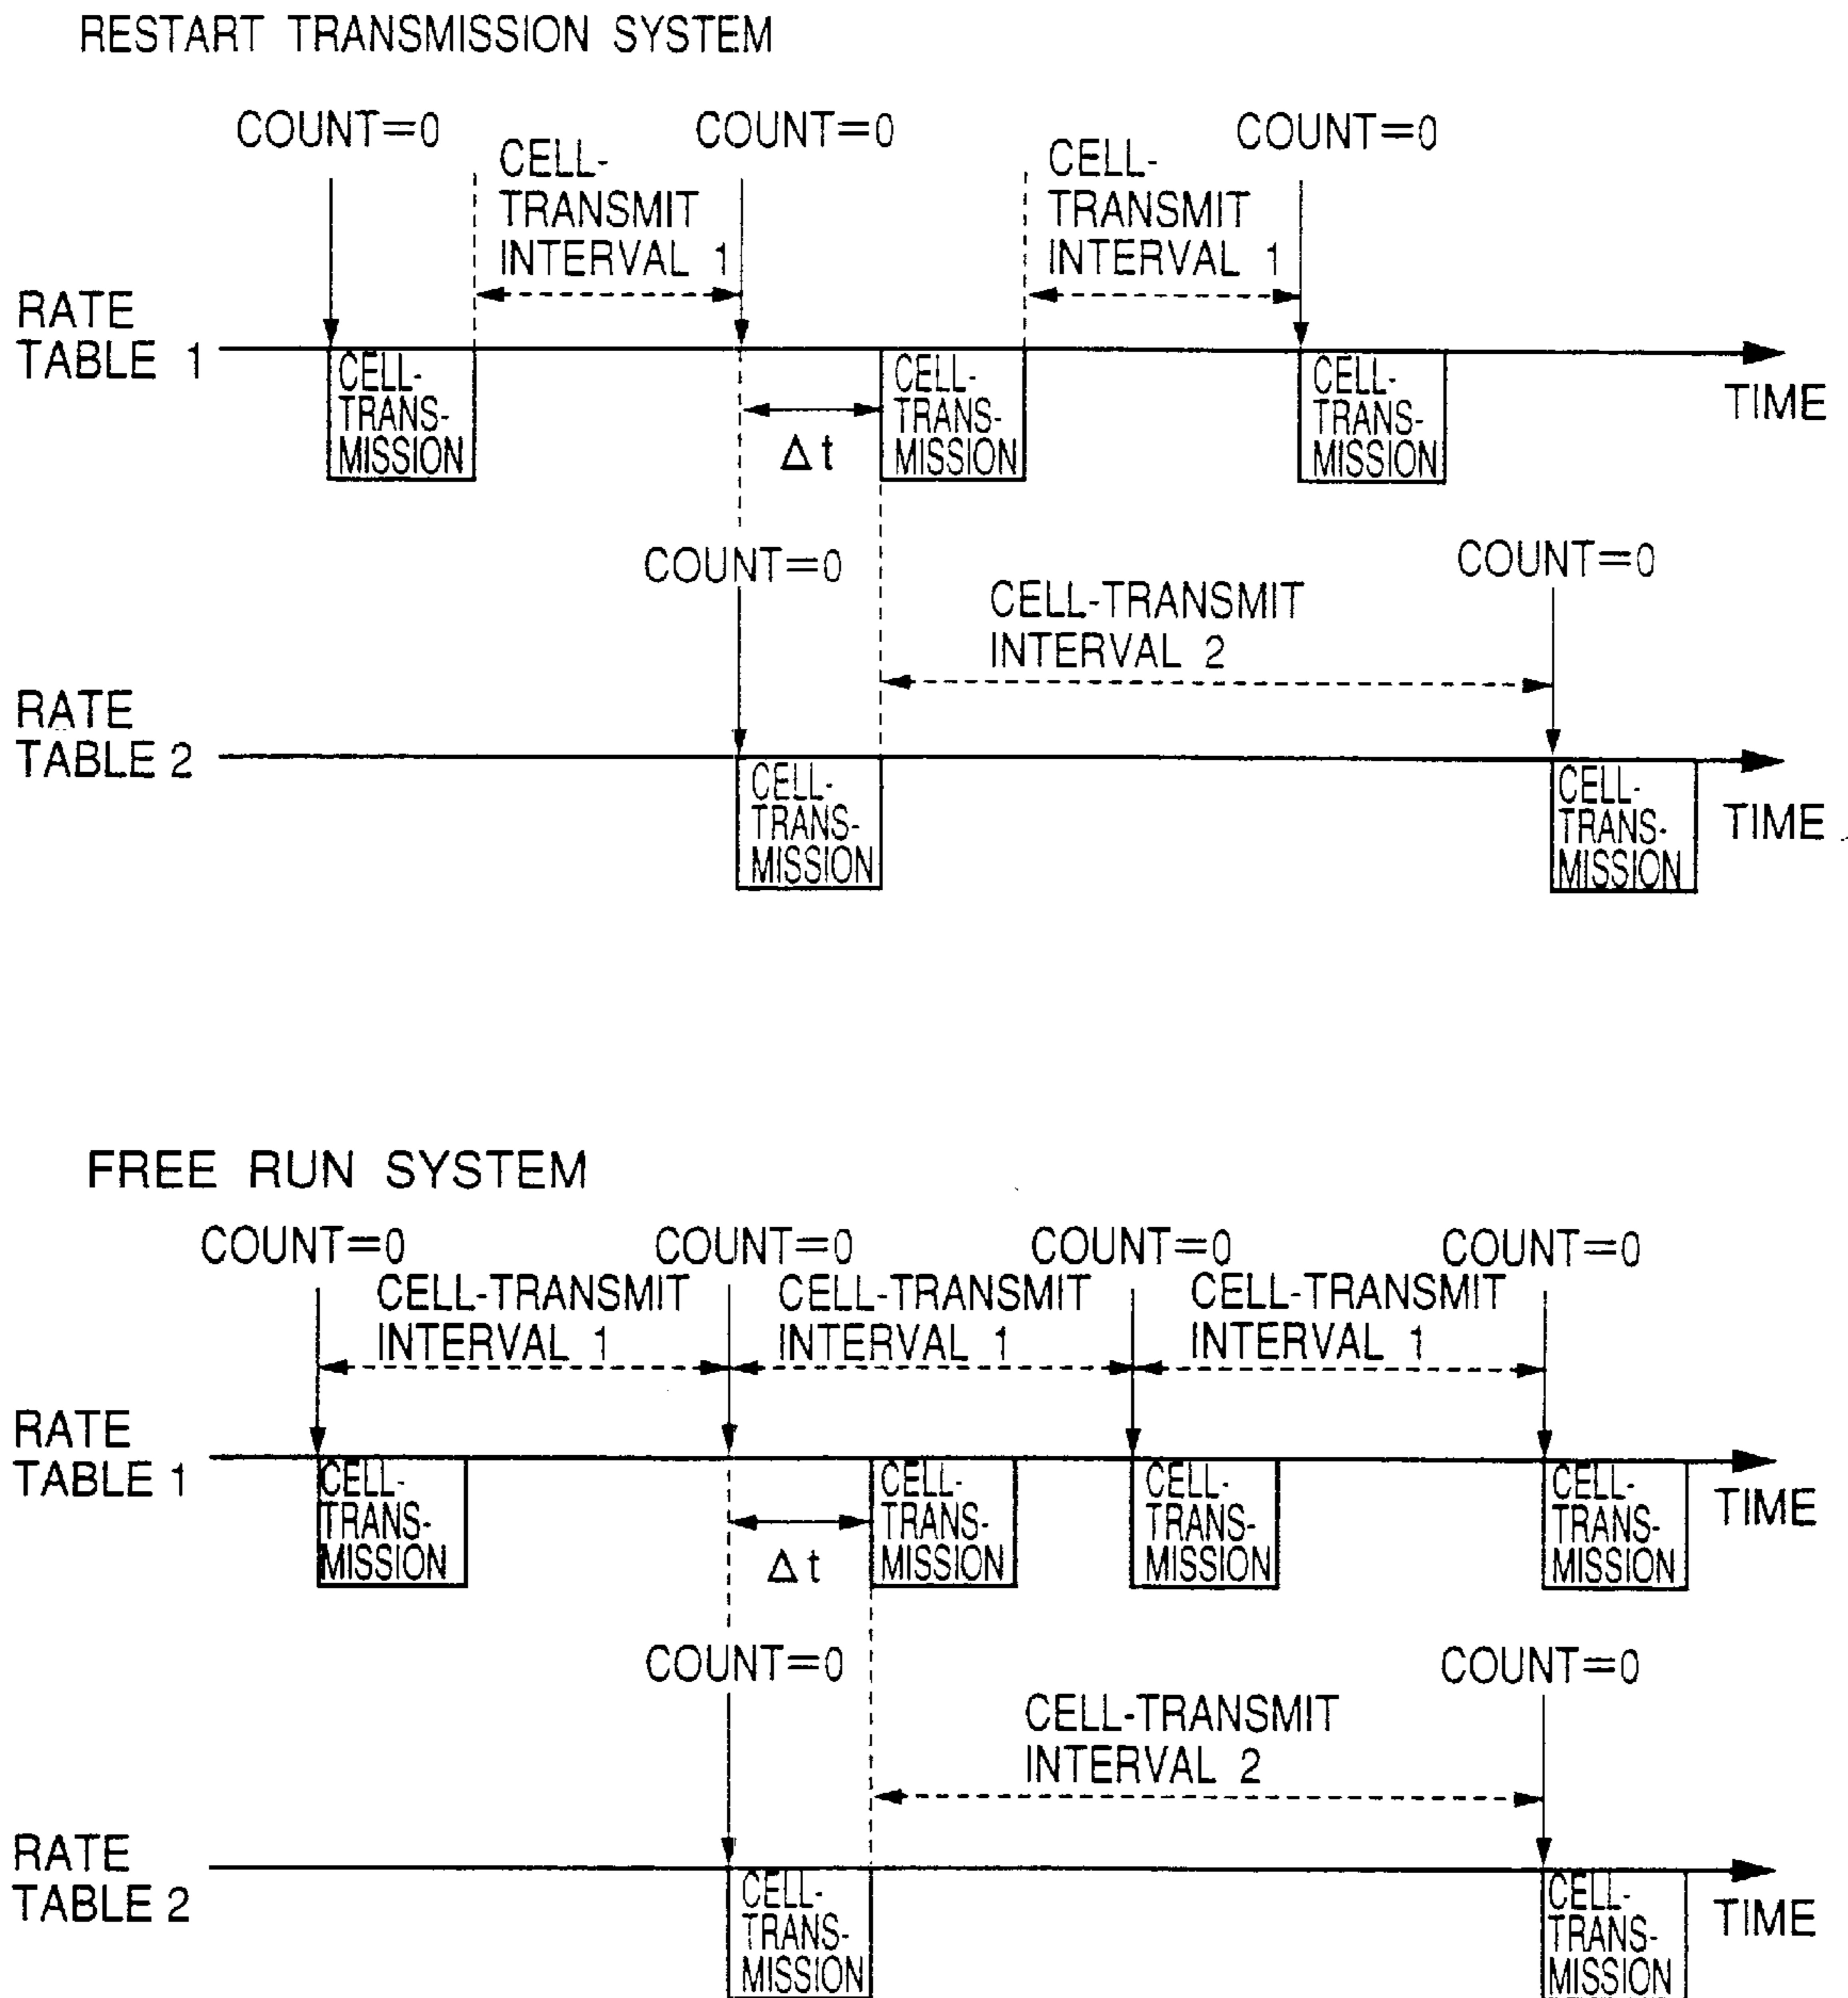 RESTART TRANSMISSION SYSTEM
COUNT=0
COUNT=0
COUNT=0
CELL-
TRANSMIT
INTERVAL 1
CELL-
TRANSMIT
INTERVAL 1
RATE
TABLE 1
CELL-
TRANS-
MISSION
Δt
CELL-
TRANS-
MISSION
CELL-
TRANS-
MISSION
TIME
COUNT=0
COUNT=0
CELL-TRANSMIT
INTERVAL 2
RATE
TABLE 2
CELL-
TRANS-
MISSION
CELL-
TRANS-
MISSION
TIME
FREE RUN SYSTEM
COUNT=0
COUNT=0
COUNT=0
COUNT=0
CELL-TRANSMIT
INTERVAL 1
CELL-TRANSMIT
INTERVAL 1
CELL-TRANSMIT
INTERVAL 1
RATE
TABLE 1
CELL-
TRANS-
MISSION
Δt
CELL-
TRANS-
MISSION
CELL-
TRANS-
MISSION
CELL-
TRANS-
MISSION
TIME
COUNT=0
COUNT=0
CELL-TRANSMIT
INTERVAL 2
RATE
TABLE 2
CELL-
TRANS-
MISSION
CELL-
TRANS-
MISSION
TIME